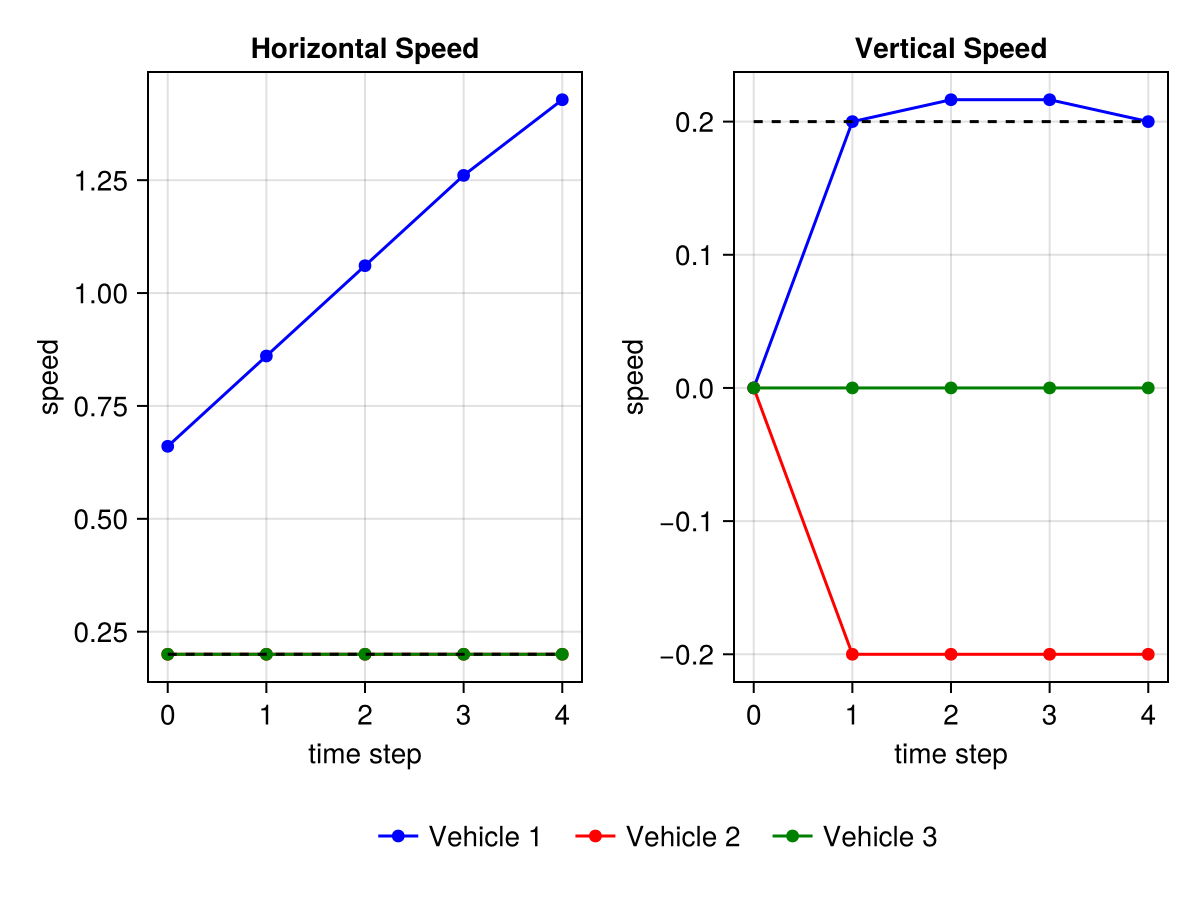 Horizontal Speed
speed
1.25
1.00
0.75
0.50
0.25
0
1
2
3
4
time step
Vertical Speed
speed
0.2
0.1
0.0
−0.1
−0.2
0
1
2
3
4
time step
Vehicle 1
Vehicle 2
Vehicle 3